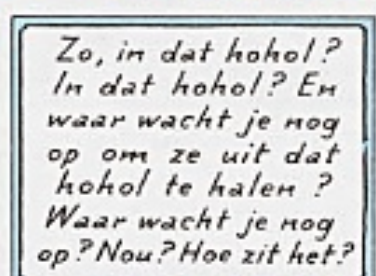 Zo, in dat hohol?
In dat hohol? En
waar wacht je nog
op om ze uit dat
hohol te halen?
Waar wacht je nog
op? Nou? Hoe zit het?